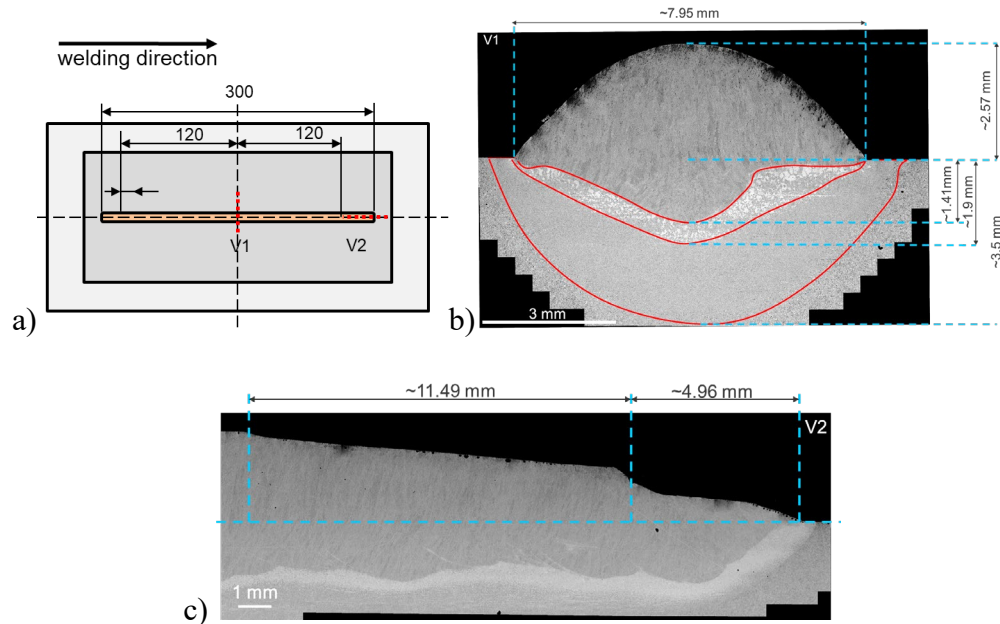 welding direction
300
120
120
V1
V2
a)
~7.95 mm
V1
~2.57 mm
~1.41mm
~1.9 mm
~3.5 mm
3 mm
b)
~11.49 mm
~4.96 mm
V2
1 mm
c)